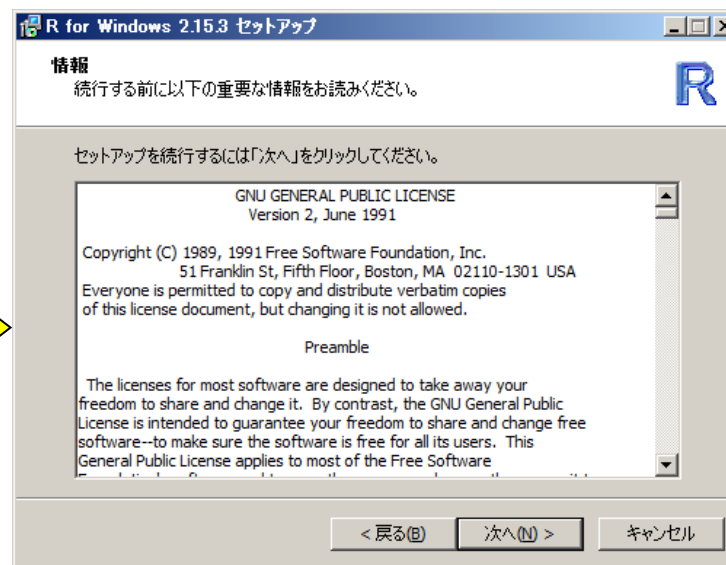 R for Windows 2.15.3 セットアップ
情報
続行する前に以下の重要な情報をお読みください。
R
セットアップを続行するには「次へ」をクリックしてください。
GNU GENERAL PUBLIC LICENSE
Version 2, June 1991
Copyright (C) 1989, 1991 Free Software Foundation, Inc.
51 Franklin St, Fifth Floor, Boston, MA 02110-1301 USA
Everyone is permitted to copy and distribute verbatim copies
of this license document, but changing it is not allowed.
Preamble
The licenses for most software are designed to take away your
freedom to share and change it. By contrast, the GNU General Public
License is intended to guarantee your freedom to share and change free
software--to make sure the software is free for all its users. This
General Public License applies to most of the Free Software
< 戻る(B) 次へ(N) > キャンセル